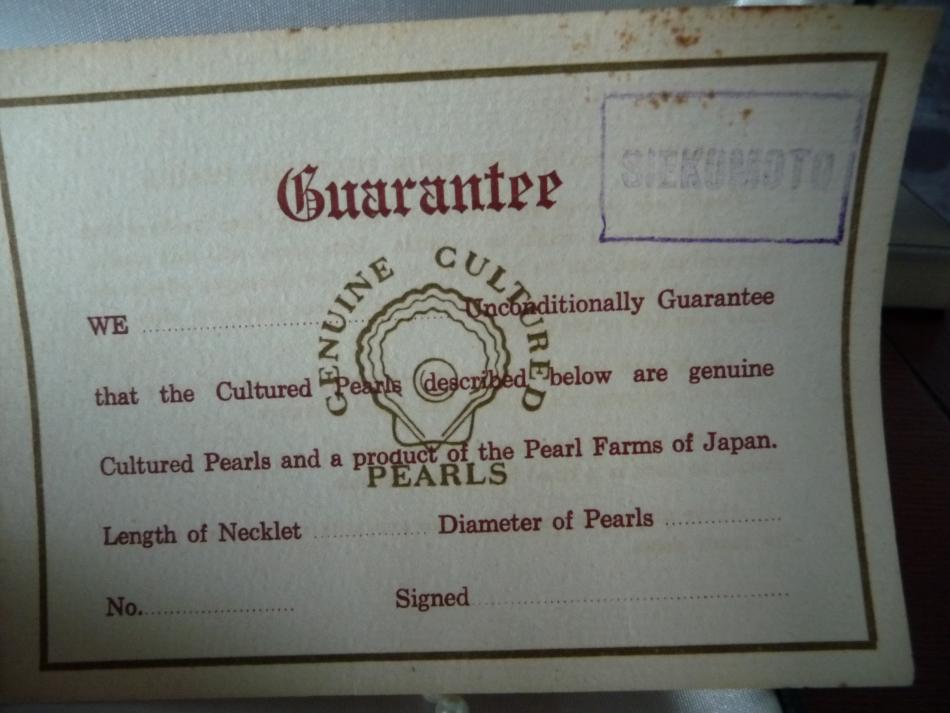 SIEKOMOTO
Guarantee
GENUINE CULTURED
PEARLS
WE .................... Unconditionally Guarantee
that the Cultured Pearls described below are genuine
Cultured Pearls and a product of the Pearl Farms of Japan.
Length of Necklet .................... Diameter of Pearls ....................
No......................... Signed....................